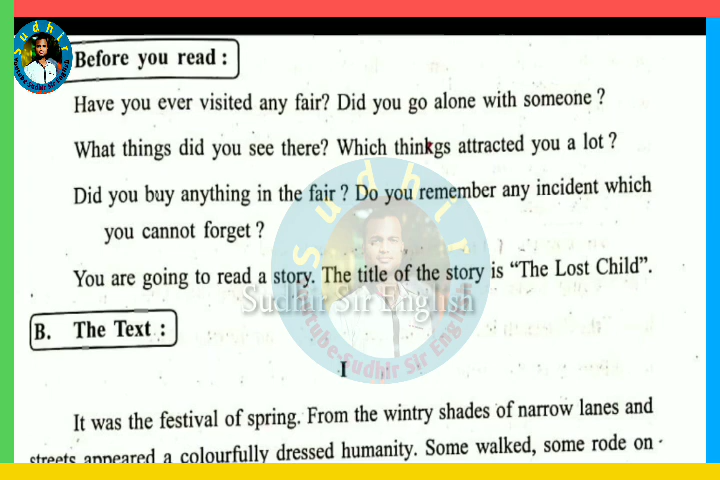 Before you read :
Have you ever visited any fair? Did you go alone with someone ?
What things did you see there? Which thinkgs attracted you a lot ?
Did you buy anything in the fair ? Do you remember any incident which
you cannot forget ?
You are going to read a story. The title of the story is “The Lost Child”.
Sudhir Sir English
Youtube-Sudhir Sir English
B. The Text :
I
It was the festival of spring. From the wintry shades of narrow lanes and
streets appeared a colourfully dressed humanity. Some walked, some rode on